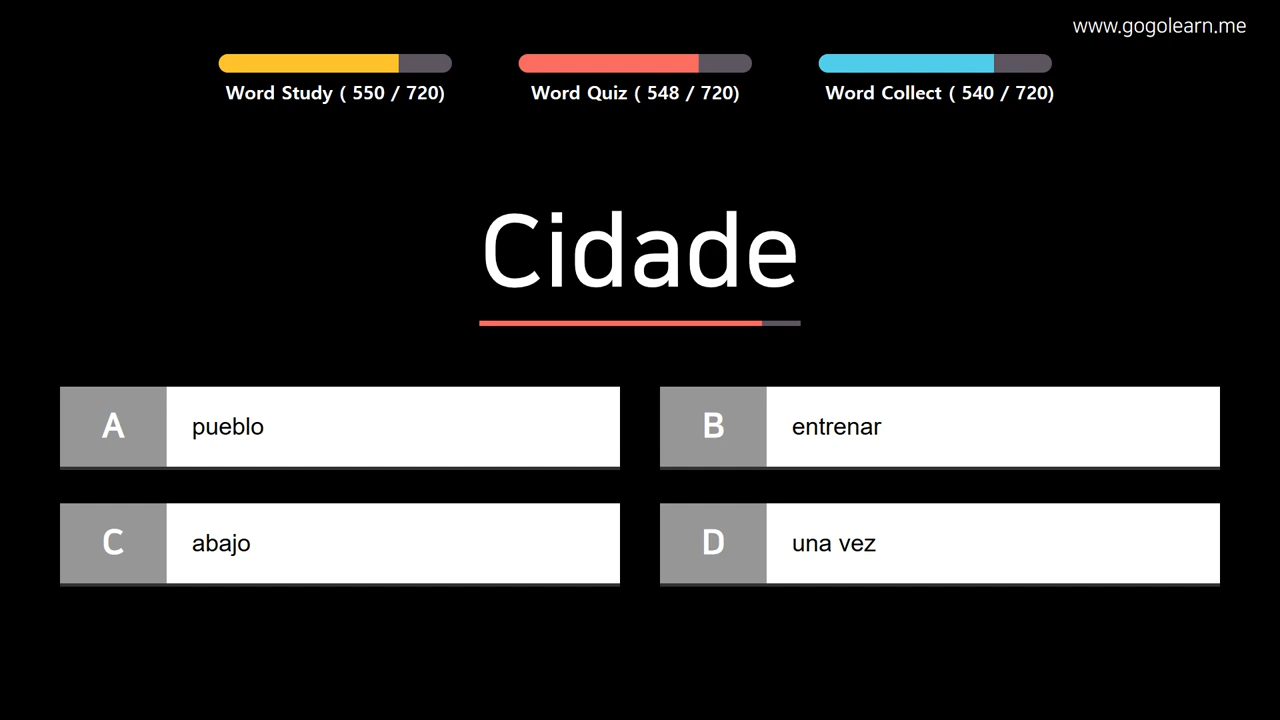 www.gogolearn.me
Word Study ( 550 / 720)
Word Quiz ( 548 / 720)
Word Collect ( 540 / 720)
Cidade
A pueblo
B entrenar
C abajo
D una vez